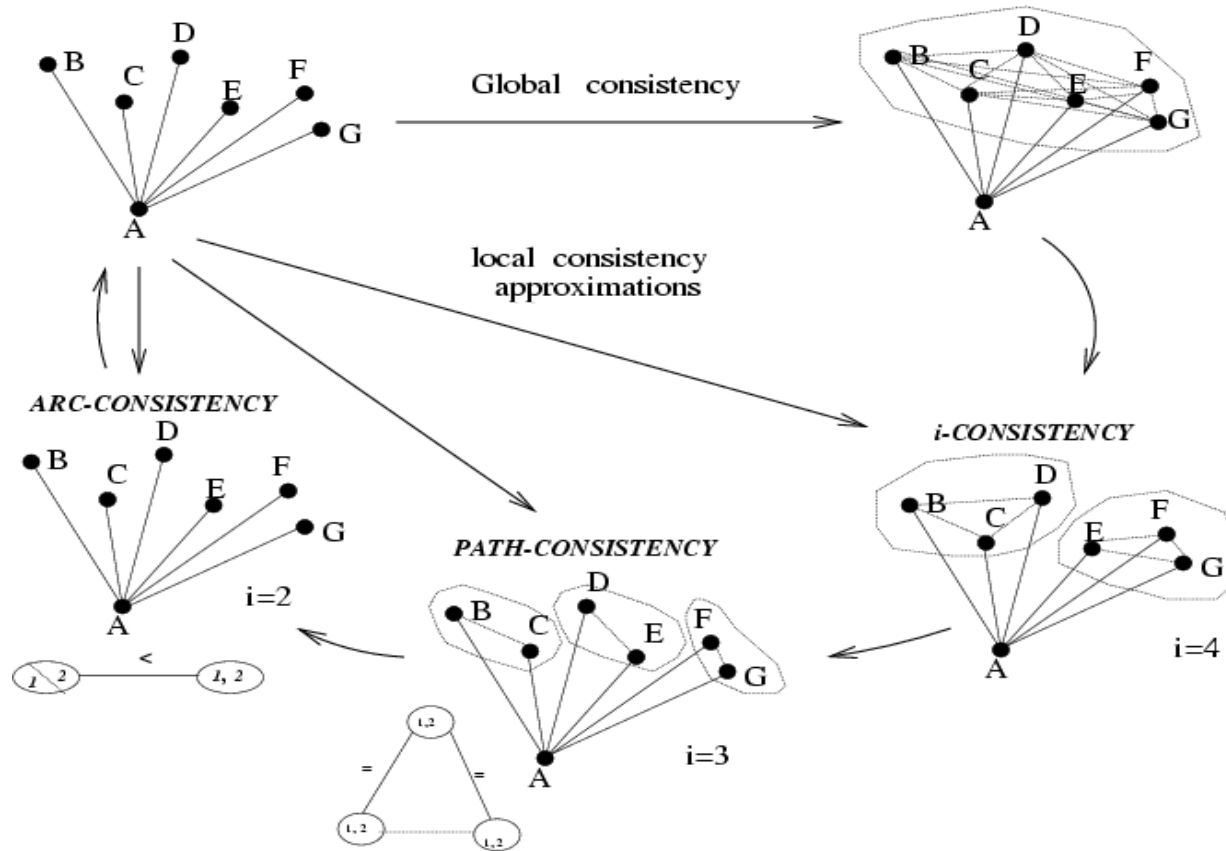 B
C
D
E
F
G
A
Global consistency
B
C
D
E
F
G
A
local consistency
approximations
ARC-CONSISTENCY
B
C
D
E
F
G
A
i=2
<
1 2
1, 2
PATH-CONSISTENCY
B
C
D
E
F
G
A
i=3
1,2
=
=
1, 2
1,2
i-CONSISTENCY
B
C
D
E
F
G
A
i=4